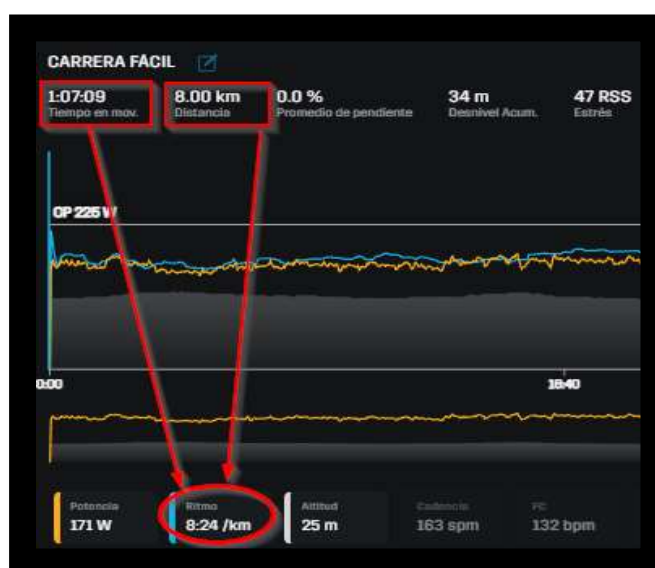 CARRERA FÁCIL
1:07:09 8.00 km 0.0 % 34 m 47 RSS
Tiempo en mov. Distancia Promedio de pendiente Desnivel Acum. Estrés
CP 225 W
0:00 16:40
Potencia Ritmo Altitud Cadencia FC
171 W 8:24 /km 25 m 163 spm 132 bpm